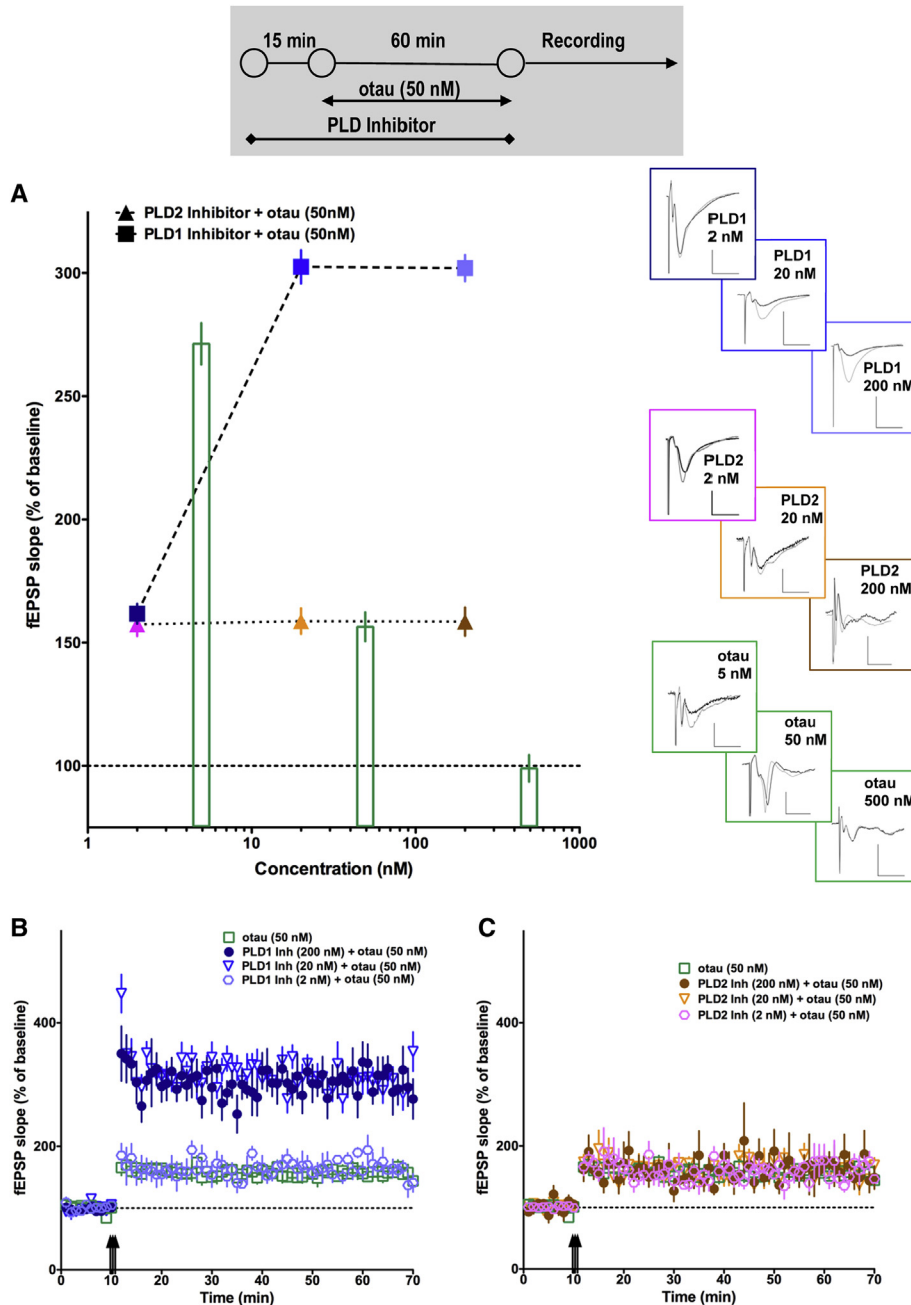 15 min
60 min
Recording
otau (50 nM)
PLD Inhibitor
A
PLD2 Inhibitor + otau (50nM)
PLD1 Inhibitor + otau (50nM)
fEPSP slope (% of baseline)
300
250
200
150
100
1
10
100
1000
Concentration (nM)
PLD1
2 nM
PLD1
20 nM
PLD1
200 nM
PLD2
2 nM
PLD2
20 nM
PLD2
200 nM
otau
5 nM
otau
50 nM
otau
500 nM
B
otau (50 nM)
PLD1 Inh (200 nM) + otau (50 nM)
PLD1 Inh (20 nM) + otau (50 nM)
PLD1 Inh (2 nM) + otau (50 nM)
fEPSP slope (% of baseline)
400
200
0
0
10
20
30
40
50
60
70
Time (min)
C
otau (50 nM)
PLD2 Inh (200 nM) + otau (50 nM)
PLD2 Inh (20 nM) + otau (50 nM)
PLD2 Inh (2 nM) + otau (50 nM)
fEPSP slope (% of baseline)
400
200
0
0
10
20
30
40
50
60
70
Time (min)